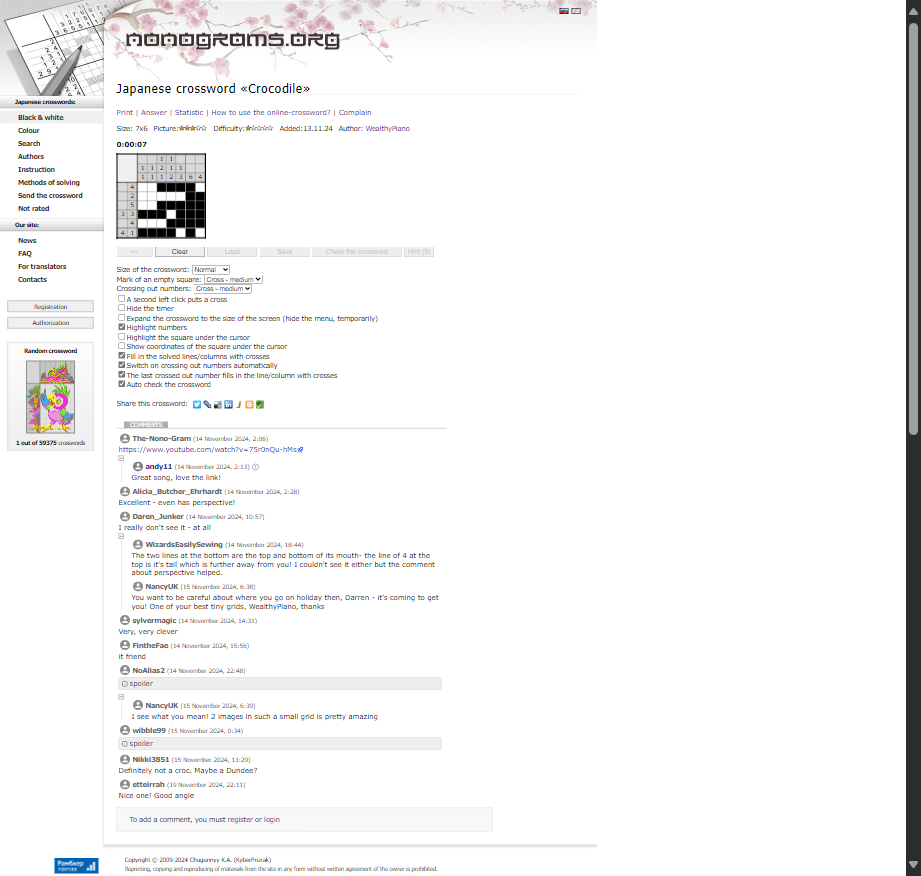 nonograms.org
Japanese crossword «Crocodile»
Japanese crosswords:
Black & white
Colour
Search
Authors
Instruction
Methods of solving
Send the crossword
Not rated
Our site:
News
FAQ
For translators
Contacts
Registration
Authorization
Random crossword
1 out of 59375 crosswords
Print | Answer | Statistic | How to use the online-crossword? | Complain
Size: 7x6 Picture: Difficulty: Added:13.11.24 Author: WealthyPiano
0:00:07
1 1
1 1 2 1 1
1 1 1 2 3 6 4
4
2
5
3 3
4
4 1
<< Clear Load Save Check the crossword Hint (3)
Size of the crossword: Normal
Mark of an empty square: Cross - medium
Crossing out numbers: Cross - medium
A second left click puts a cross
Hide the timer
Expand the crossword to the size of the screen (hide the menu, temporarily)
Highlight numbers
Highlight the square under the cursor
Show coordinates of the square under the cursor
Fill in the solved lines/columns with crosses
Switch on crossing out numbers automatically
The last crossed out number fills in the line/column with crosses
Auto check the crossword
Share this crossword:
COMMENTS
The-Nono-Gram (14 November 2024, 2:06)
https://www.youtube.com/watch?v=75r0nQu-hMs
andy11 (14 November 2024, 2:13)
Great song, love the link!
Alicia_Butcher_Ehrhardt (14 November 2024, 2:28)
Excellent - even has perspective!
Daren_Junker (14 November 2024, 10:57)
I really don't see it - at all
WizardsEasilySewing (14 November 2024, 18:44)
The two lines at the bottom are the top and bottom of its mouth- the line of 4 at the
top is it's tail which is further away from you! I couldn't see it either but the comment
about perspective helped.
NancyUK (15 November 2024, 6:38)
You want to be careful about where you go on holiday then, Darren - it's coming to get
you! One of your best tiny grids, WealthyPiano, thanks
sylvermagic (14 November 2024, 14:31)
Very, very clever
FintheFae (14 November 2024, 15:56)
it friend
NoAlias2 (14 November 2024, 22:48)
spoiler
NancyUK (15 November 2024, 6:39)
I see what you mean! 2 images in such a small grid is pretty amazing
wibble99 (15 November 2024, 0:34)
spoiler
Nikki3851 (15 November 2024, 13:29)
Definitely not a croc. Maybe a Dundee?
etteirrah (19 November 2024, 22:11)
Nice one! Good angle
To add a comment, you must register or login
Copyright © 2009-2024 Chugunnyy K.A. (KyberPrizrak)
Reprinting, copying and reproducing of materials from the site in any form without written agreement of the owner is prohibited.